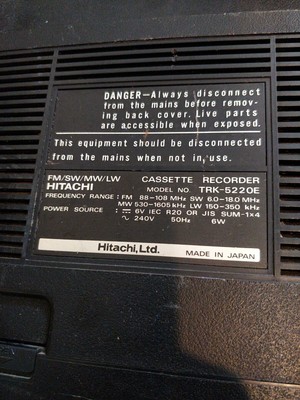 DANGER—Always disconnect
from the mains before remov-
ing back cover. Live parts
are accessible when exposed.
This equipment should be disconnected
from the mains when not in use.
FM/SW/MW/LW CASSETTE RECORDER
HITACHI MODEL NO. TRK-5220E
FREQUENCY RANGE: FM 88-108 MHz SW 6.0-18.0 MHz
MW 530-1605 kHz LW 150-350 kHz
POWER SOURCE : ⎓ 6V IEC R20 OR JIS SUM-1×4
~ 240V 50Hz 6W
Hitachi, Ltd. MADE IN JAPAN